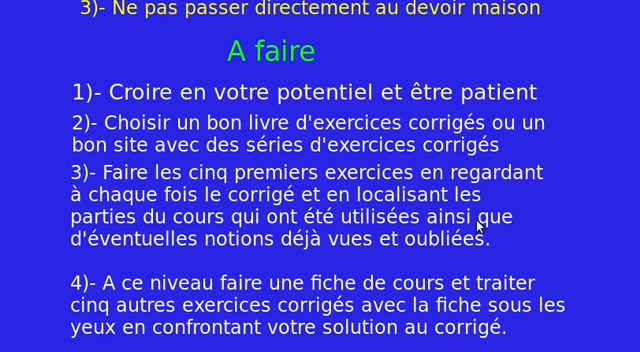 3)- Ne pas passer directement au devoir maison
A faire
1)- Croire en votre potentiel et être patient
2)- Choisir un bon livre d'exercices corrigés ou un
bon site avec des séries d'exercices corrigés
3)- Faire les cinq premiers exercices en regardant
à chaque fois le corrigé et en localisant les
parties du cours qui ont été utilisées ainsi que
d'éventuelles notions déjà vues et oubliées.
4)- A ce niveau faire une fiche de cours et traiter
cinq autres exercices corrigés avec la fiche sous les
yeux en confrontant votre solution au corrigé.